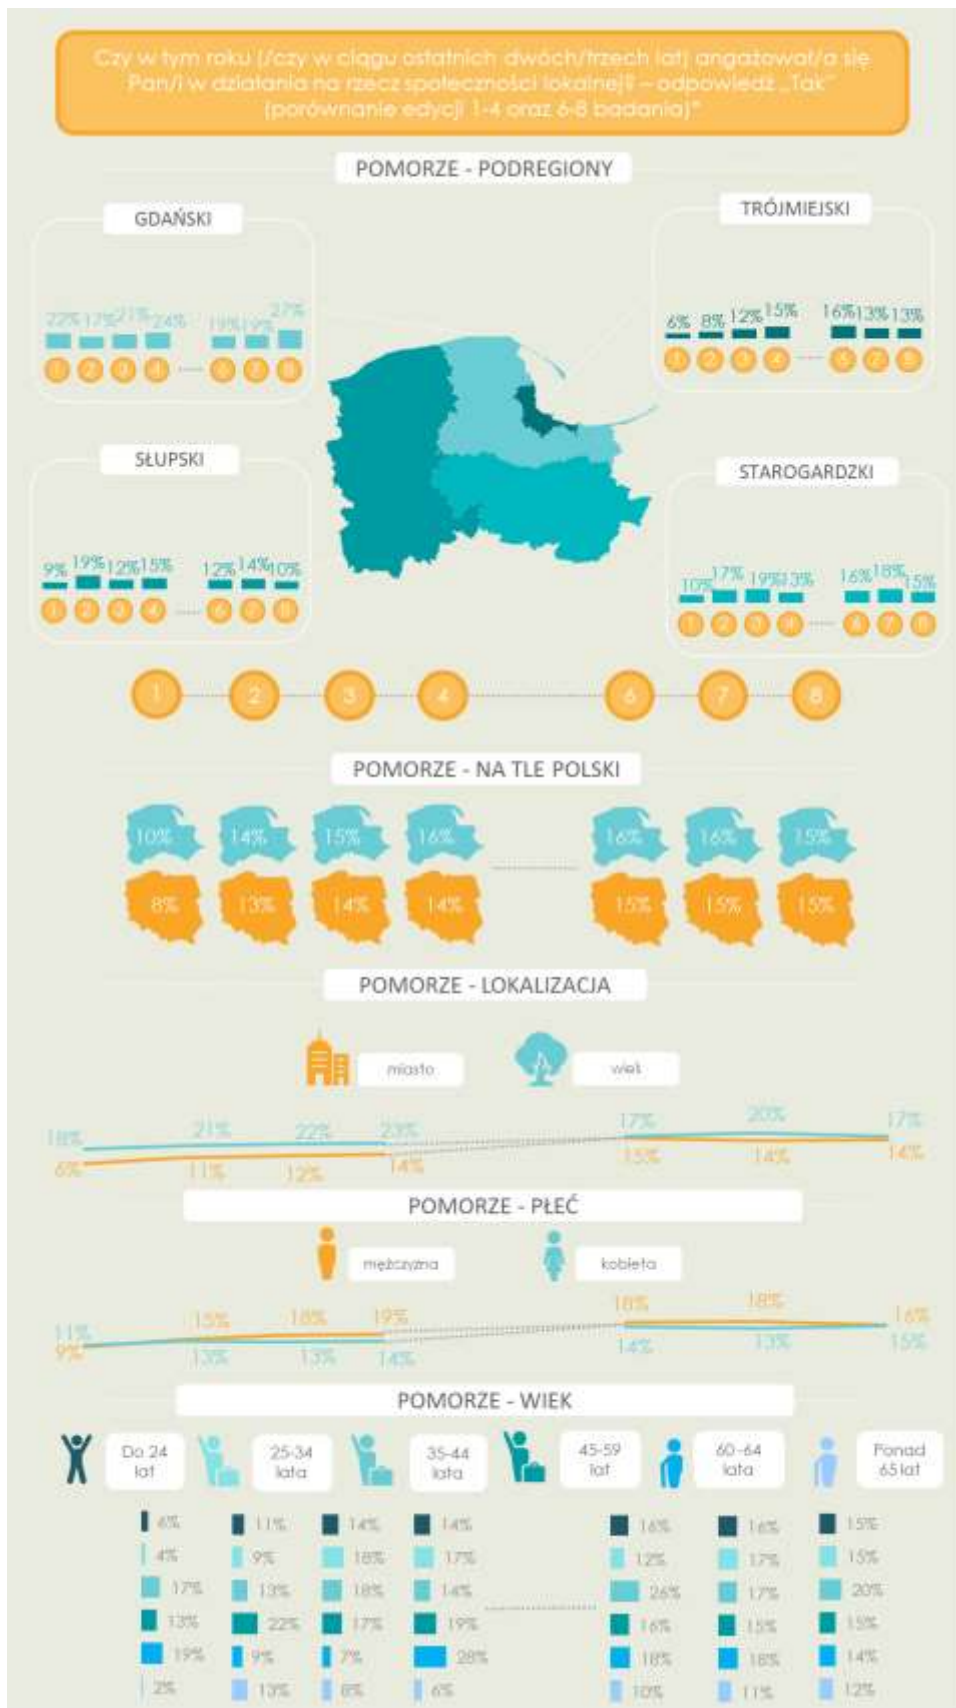 Czy w tym roku (/czy w ciągu ostatnich dwóch/trzech lat) angażował/a się
Pan/i w działania na rzecz społeczności lokalnej? – odpowiedź „Tak”
(porównanie edycji 1-4 oraz 6-8 badania)*
POMORZE - PODREGIONY
GDAŃSKI
22% 17% 21% 24% 19% 19% 27%
1 2 3 4 6 7 8
TRÓJMIEJSKI
6% 8% 12% 15% 16% 13% 13%
1 2 3 4 6 7 8
SŁUPSKI
9% 19% 12% 15% 12% 14% 10%
1 2 3 4 6 7 8
STAROGARDZKI
10% 17% 19% 13% 16% 18% 15%
1 2 3 4 6 7 8
1 2 3 4 6 7 8
POMORZE - NA TLE POLSKI
10% 14% 15% 16% 16% 16% 15%
8% 13% 14% 14% 15% 15% 15%
POMORZE - LOKALIZACJA
miasto wieś
18% 21% 22% 23% 17% 20% 17%
6% 11% 12% 14% 15% 14% 14%
POMORZE - PŁEĆ
mężczyzna kobieta
9% 15% 18% 19% 18% 18% 16%
11% 13% 13% 14% 14% 13% 15%
POMORZE - WIEK
Do 24
lat
25-34
lata
35-44
lata
45-59
lat
60-64
lata
Ponad
65 lat
6% 11% 14% 14% 16% 16% 15%
4% 9% 18% 17% 12% 17% 15%
17% 13% 18% 14% 26% 17% 20%
13% 22% 17% 19% 16% 15% 15%
19% 9% 7% 28% 18% 18% 14%
2% 13% 8% 6% 10% 11% 12%